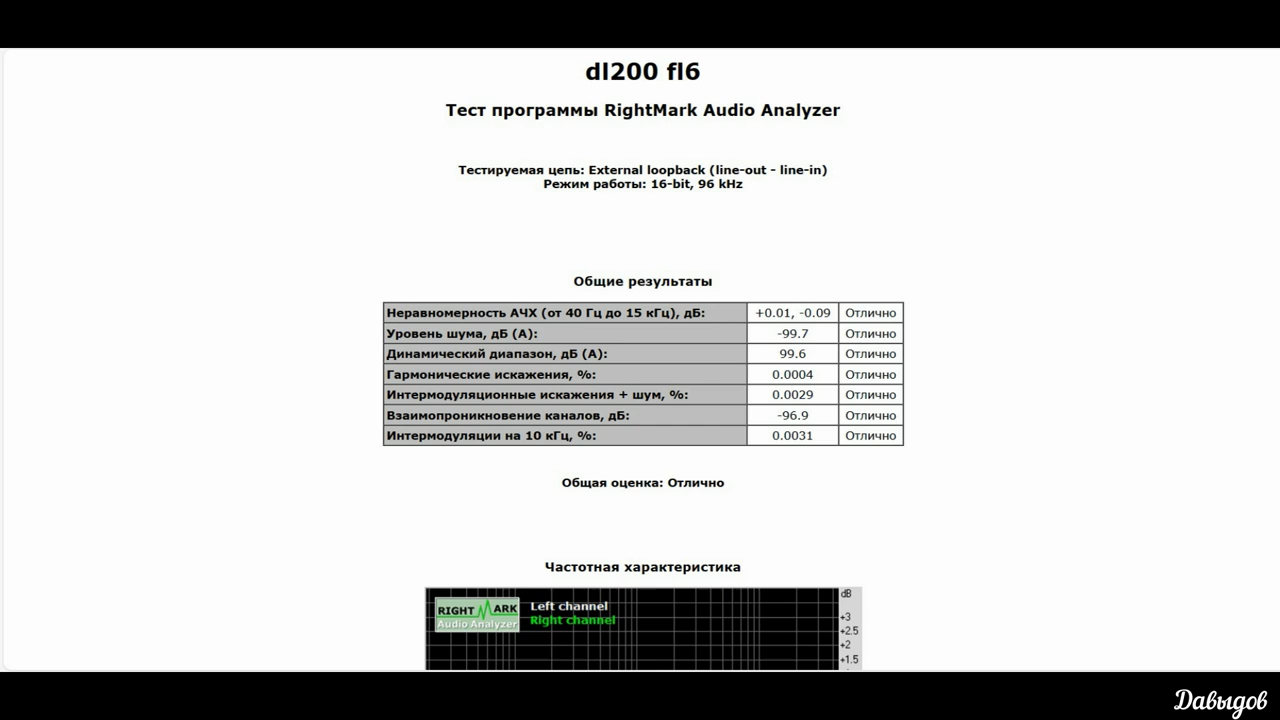 dl200 fl6
Тест программы RightMark Audio Analyzer
Тестируемая цепь: External loopback (line-out - line-in)
Режим работы: 16-bit, 96 kHz
Общие результаты
Неравномерность АЧХ (от 40 Гц до 15 кГц), дБ: +0.01, -0.09 Отлично
Уровень шума, дБ (А): -99.7 Отлично
Динамический диапазон, дБ (А): 99.6 Отлично
Гармонические искажения, %: 0.0004 Отлично
Интермодуляционные искажения + шум, %: 0.0029 Отлично
Взаимопроникновение каналов, дБ: -96.9 Отлично
Интермодуляции на 10 кГц, %: 0.0031 Отлично
Общая оценка: Отлично
Частотная характеристика
dB
RIGHT MARK Left channel
Audio Analyzer Right channel
+3
+2.5
+2
+1.5
Давыдов